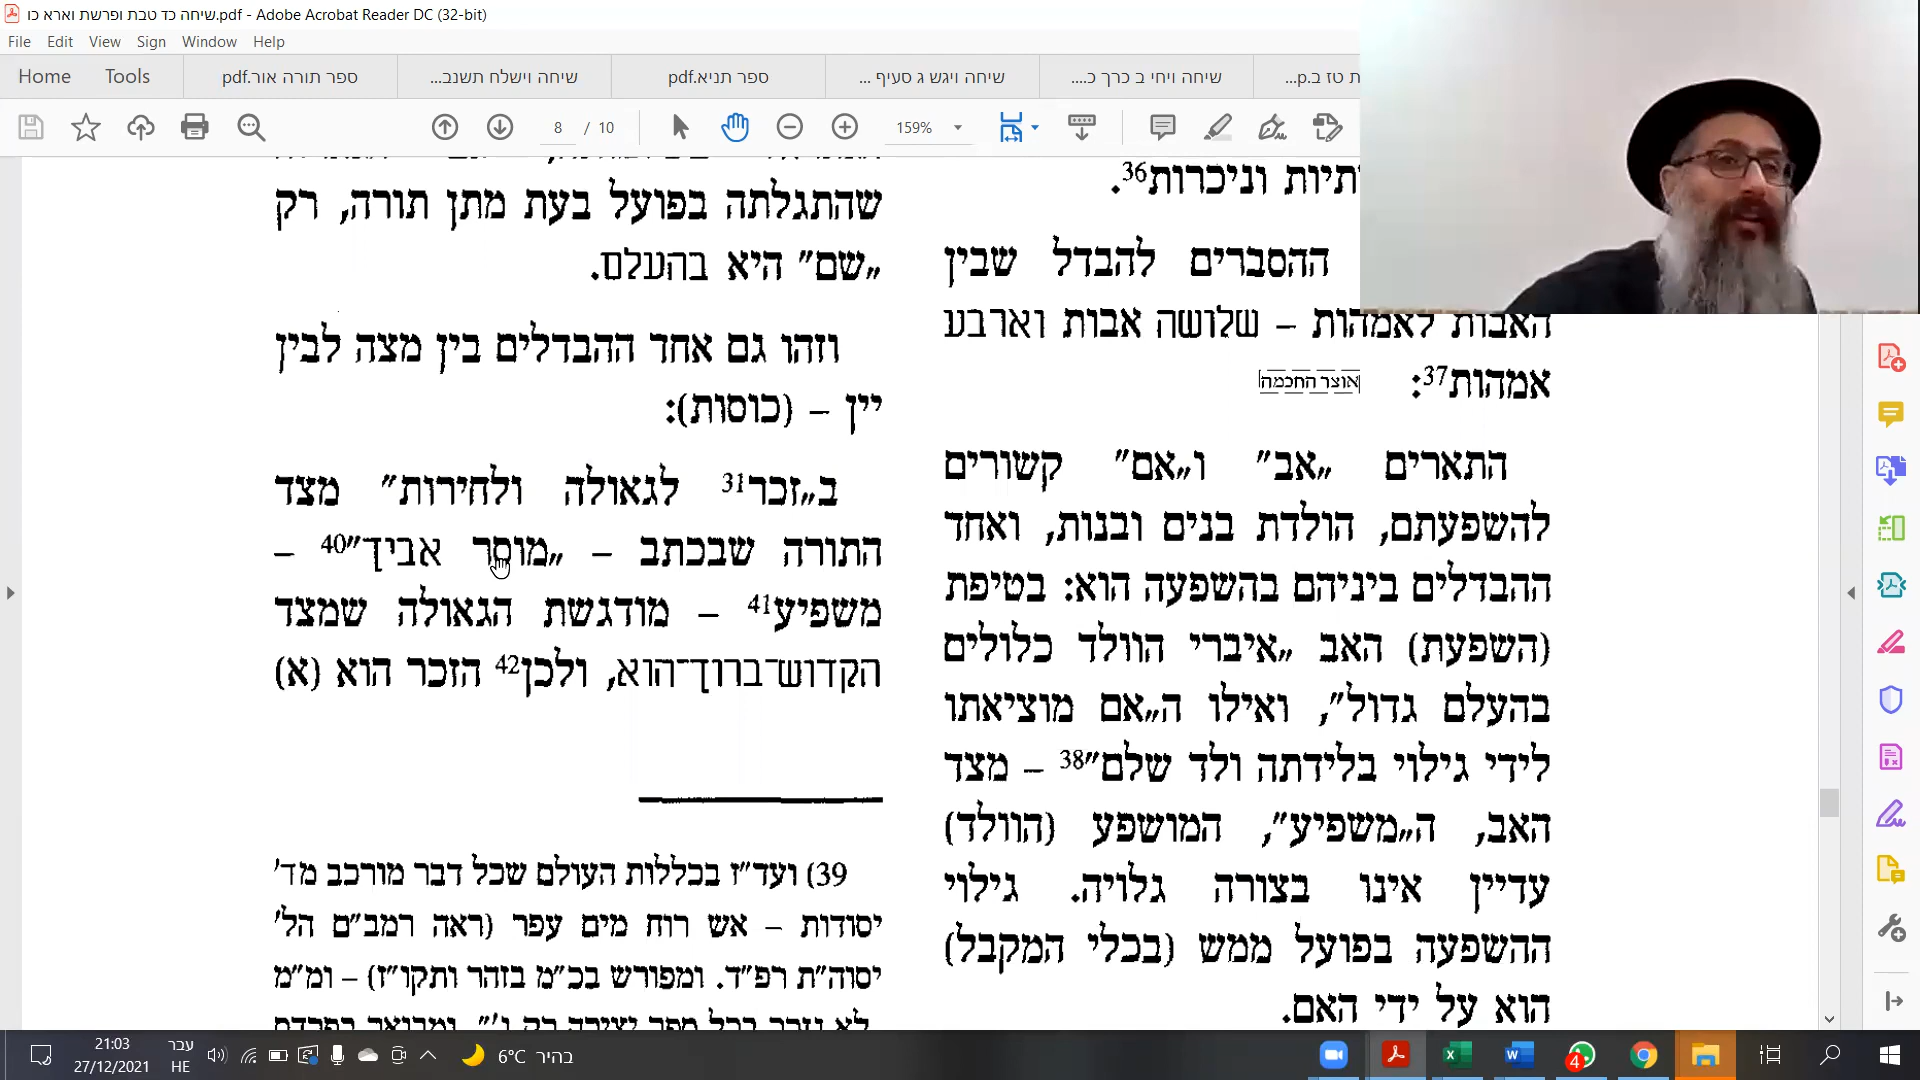 שיחה כד טבת ופרשת וארא כו.pdf - Adobe Acrobat Reader DC (32-bit)
File Edit View Sign Window Help
Home Tools ספר תורה אור.pdf שיחה וישלח תשנב... ספר תניא.pdf שיחה ויגש ג סעיף ... שיחה ויחי ב כרך כ.... ת טז ב.p...
8 / 10 159%
תיות וניכרות36.
ההסברים להבדל שבין
האבות לאמהות – שלושה אבות וארבע
אמהות37:
אוצר החכמה
התארים „אב" ו„אם" קשורים
להשפעתם, הולדת בנים ובנות, ואחד
ההבדלים ביניהם בהשפעה הוא: בטיפת
(השפעת) האב „איברי הוולד כלולים
בהעלם גדול", ואילו ה„אם מוציאתו
לידי גילוי בלידתה ולד שלם"38 – מצד
האב, ה„משפיע", המושפע (הוולד)
עדיין אינו בצורה גלויה. גילוי
ההשפעה בפועל ממש (בכלי המקבל)
הוא על ידי האם.
שהתגלתה בפועל בעת מתן תורה, רק
„שם" היא בהעלם.
וזהו גם אחד ההבדלים בין מצה לבין
יין – (כוסות):
ב„זכר31 לגאולה ולחירות" מצד
התורה שבכתב – „מוסר אביך"40 –
משפיע41 – מודגשת הגאולה שמצד
הקדוש־ברוך־הוא, ולכן42 הזכר הוא (א)
39) ועד"ז בכללות העולם שכל דבר מורכב מד'
יסודות – אש רוח מים עפר (ראה רמב"ם הל'
יסוה"ת רפ"ד. ומפורש בכ"מ בזהר ותקו"ז) – ומ"מ
21:03
27/12/2021
עבר
HE
6°C בהיר
4